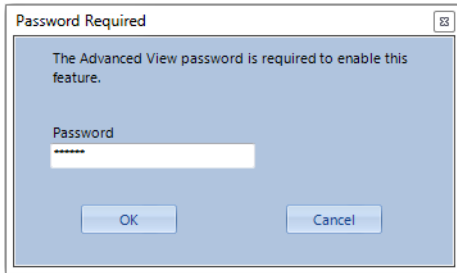 Password Required
The Advanced View password is required to enable this
feature.
Password
******
OK
Cancel